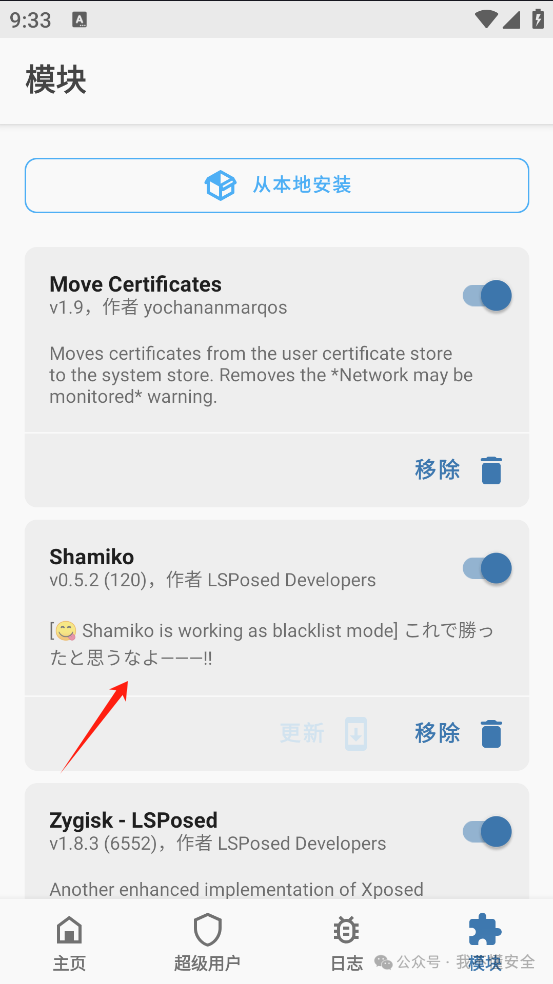 9:33 A
模块
从本地安装
Move Certificates
v1.9，作者 yochananmarqos
Moves certificates from the user certificate store
to the system store. Removes the *Network may be
monitored* warning.
移除
Shamiko
v0.5.2 (120)，作者 LSPosed Developers
[😋 Shamiko is working as blacklist mode] これで勝っ
たと思うなよ———!!
更新 移除
Zygisk - LSPosed
v1.8.3 (6552)，作者 LSPosed Developers
Another enhanced implementation of Xposed
主页 超级用户 日志 模块
公众号 · 我 安全